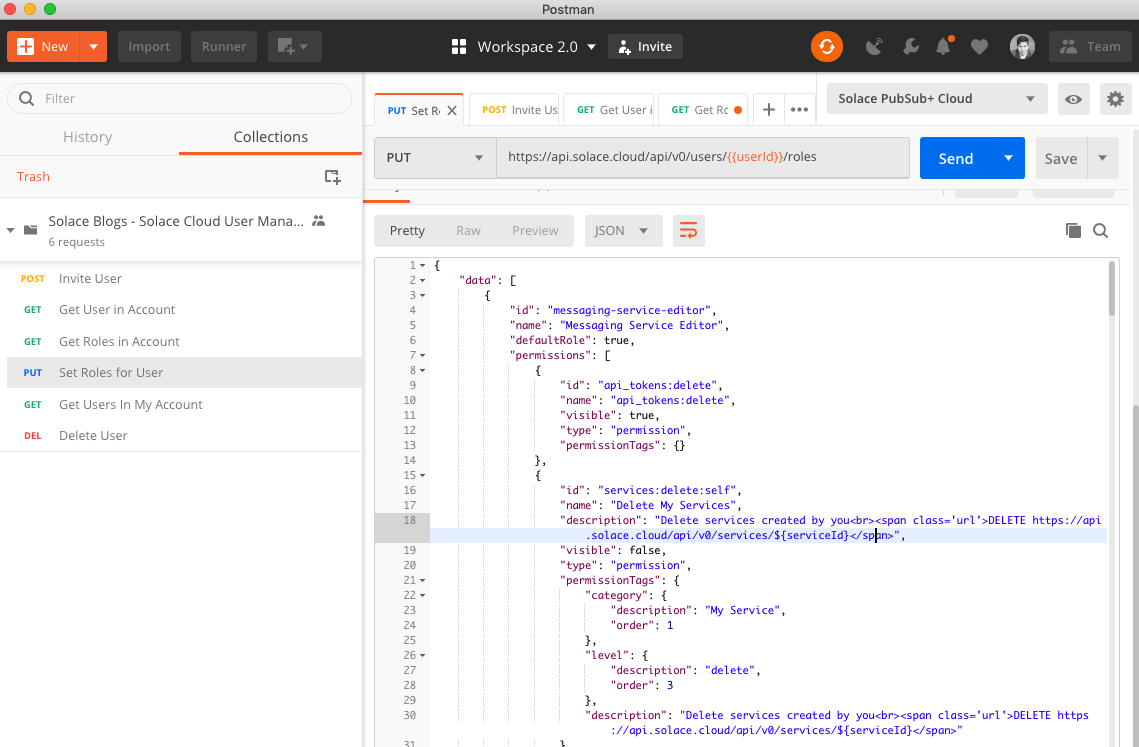 Postman
New
Import
Runner
Workspace 2.0
Invite
Team
Filter
History
Collections
Trash
Solace Blogs - Solace Cloud User Mana...
6 requests
POST Invite User
GET Get User in Account
GET Get Roles in Account
PUT Set Roles for User
GET Get Users In My Account
DEL Delete User
PUT Set R
POST Invite Us
GET Get User i
GET Get Ro
Solace PubSub+ Cloud
PUT
https://api.solace.cloud/api/v0/users/{{userId}}/roles
Send
Save
Pretty
Raw
Preview
JSON
1 {
2 "data": [
3 {
4 "id": "messaging-service-editor",
5 "name": "Messaging Service Editor",
6 "defaultRole": true,
7 "permissions": [
8 {
9 "id": "api_tokens:delete",
10 "name": "api_tokens:delete",
11 "visible": true,
12 "type": "permission",
13 "permissionTags": {}
14 },
15 {
16 "id": "services:delete:self",
17 "name": "Delete My Services",
18 "description": "Delete services created by you<br><span class='url'>DELETE https://api
.solace.cloud/api/v0/services/${serviceId}</span>",
19 "visible": false,
20 "type": "permission",
21 "permissionTags": {
22 "category": {
23 "description": "My Service",
24 "order": 1
25 },
26 "level": {
27 "description": "delete",
28 "order": 3
29 },
30 "description": "Delete services created by you<br><span class='url'>DELETE https
://api.solace.cloud/api/v0/services/${serviceId}</span>"
31 }